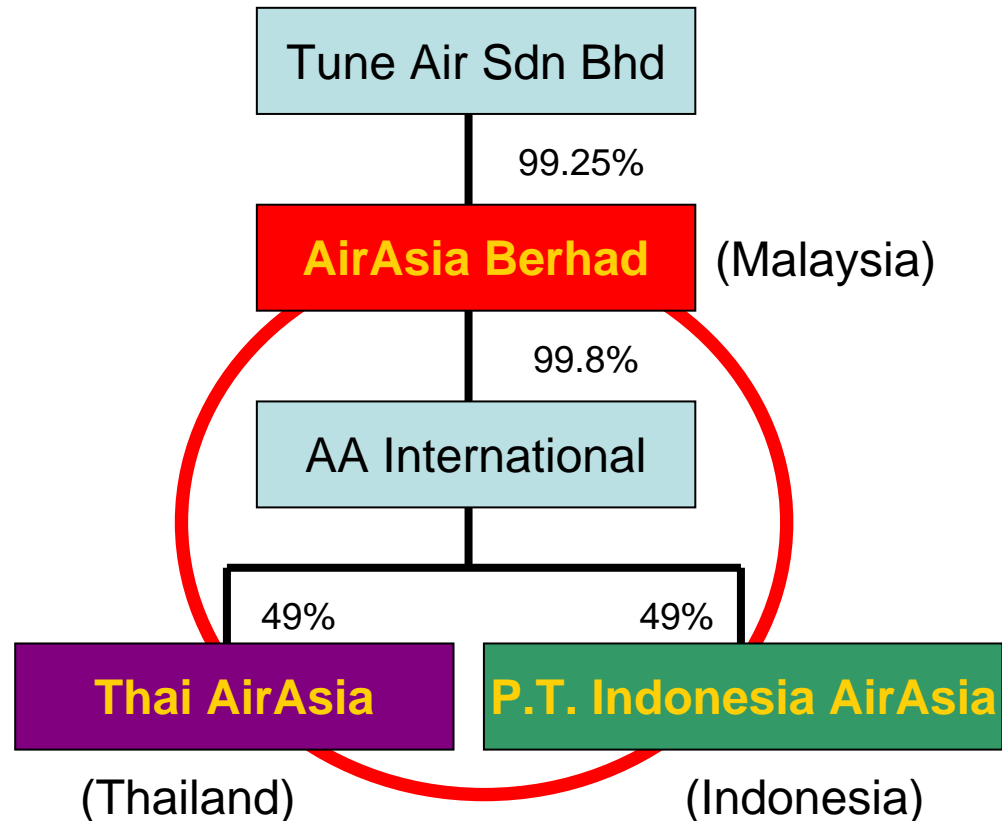 Tune Air Sdn Bhd
99.25%
AirAsia Berhad
(Malaysia)
99.8%
AA International
49%
49%
Thai AirAsia
P.T. Indonesia AirAsia
(Thailand)
(Indonesia)